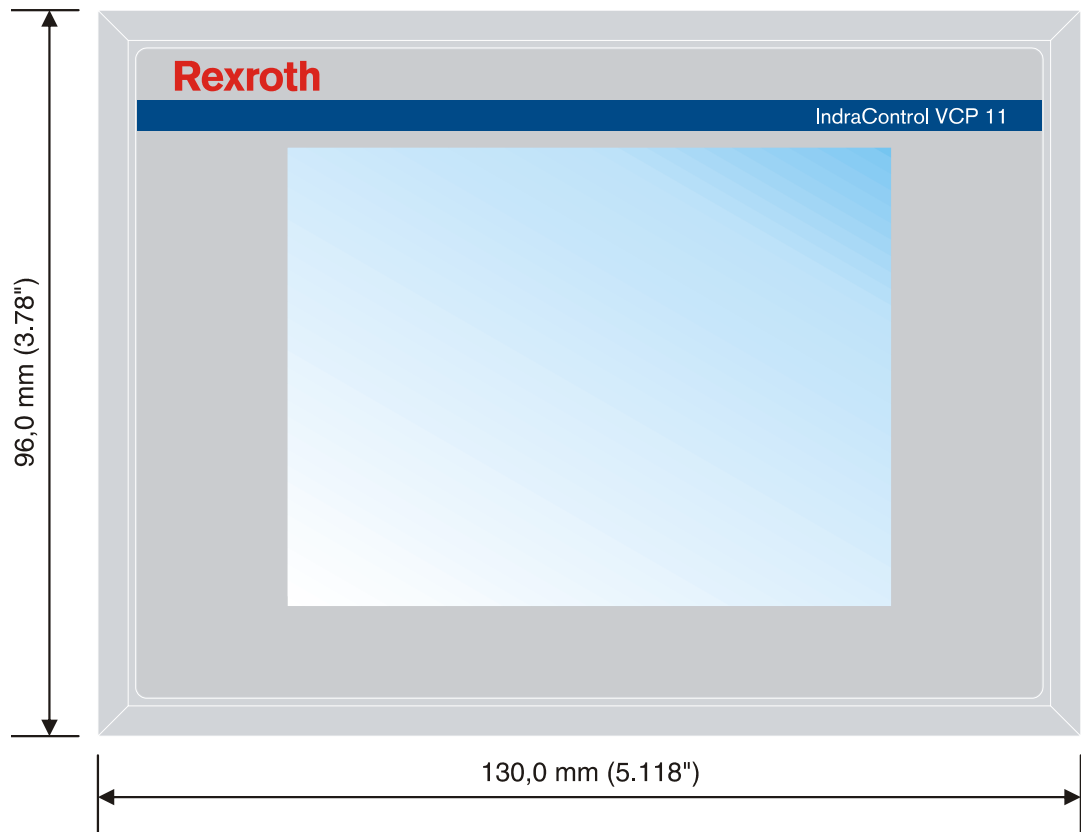 Rexroth
IndraControl VCP 11
96,0 mm (3.78")
130,0 mm (5.118")